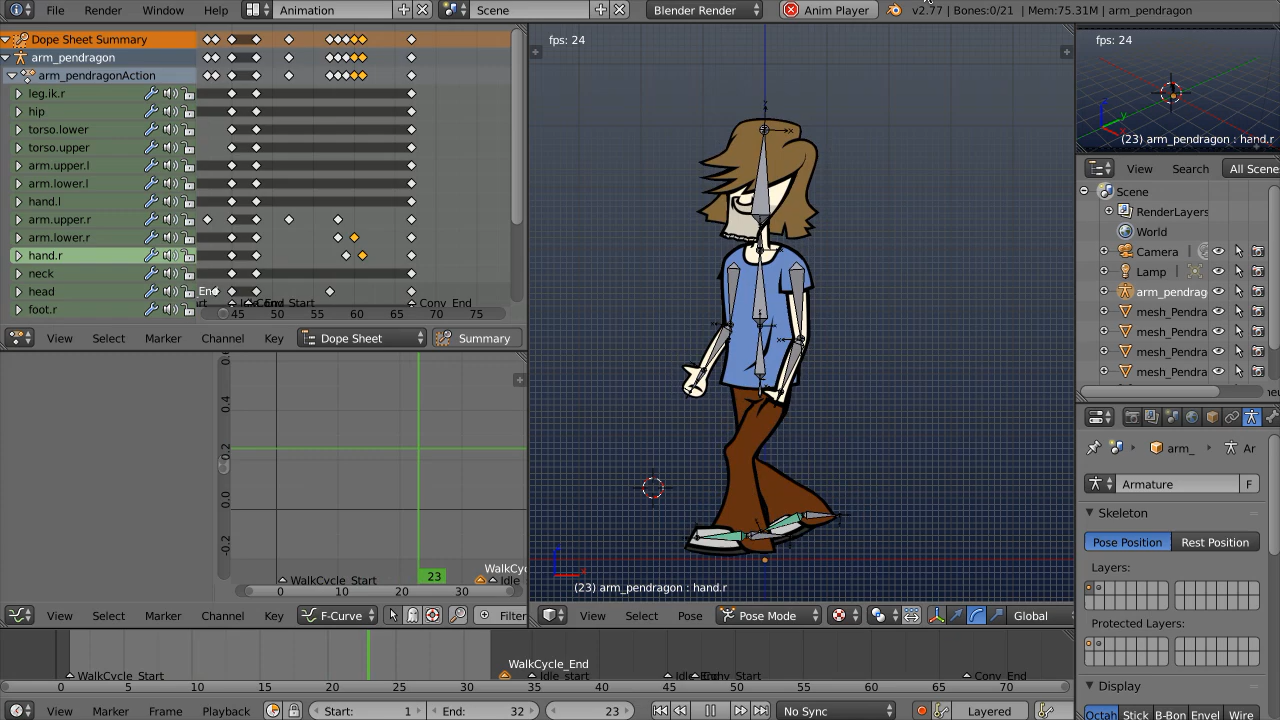 File Render Window Help Animation Scene Blender Render Anim Player v2.77 | Bones:0/21 | Mem:75.31M | arm_pendragon
Dope Sheet Summary
arm_pendragon
arm_pendragonAction
leg.ik.r
hip
torso.lower
torso.upper
arm.upper.l
arm.lower.l
hand.l
arm.upper.r
arm.lower.r
hand.r
neck
head
foot.r
End
Start
Conv_End
45 50 55 60 65 70 75
View Select Marker Channel Key Dope Sheet Summary
0.4
0.2
0.0
-0.2
WalkCycle_Start
23
WalkCy
Idle
0 10 20 30
View Select Marker Channel Key F-Curve Filter
fps: 24
(23) arm_pendragon : hand.r
View Select Pose Pose Mode Global
fps: 24
z
y
x
(23) arm_pendragon : hand.r
View Search All Scene
Scene
RenderLayers
World
Camera
Lamp
arm_pendrag
mesh_Pendra
mesh_Pendra
mesh_Pendra
mesh_Pendra
arm_ Ar
Armature F
Skeleton
Pose Position Rest Position
Layers:
Protected Layers:
Display
Octah Stick B-Bon Envel Wire
WalkCycle_End
WalkCycle_Start Idle_start Conv_Start Conv_End
0 5 10 15 20 25 30 35 40 45 50 55 60 65 70
View Marker Frame Playback Start: 1 End: 32 23 No Sync Layered